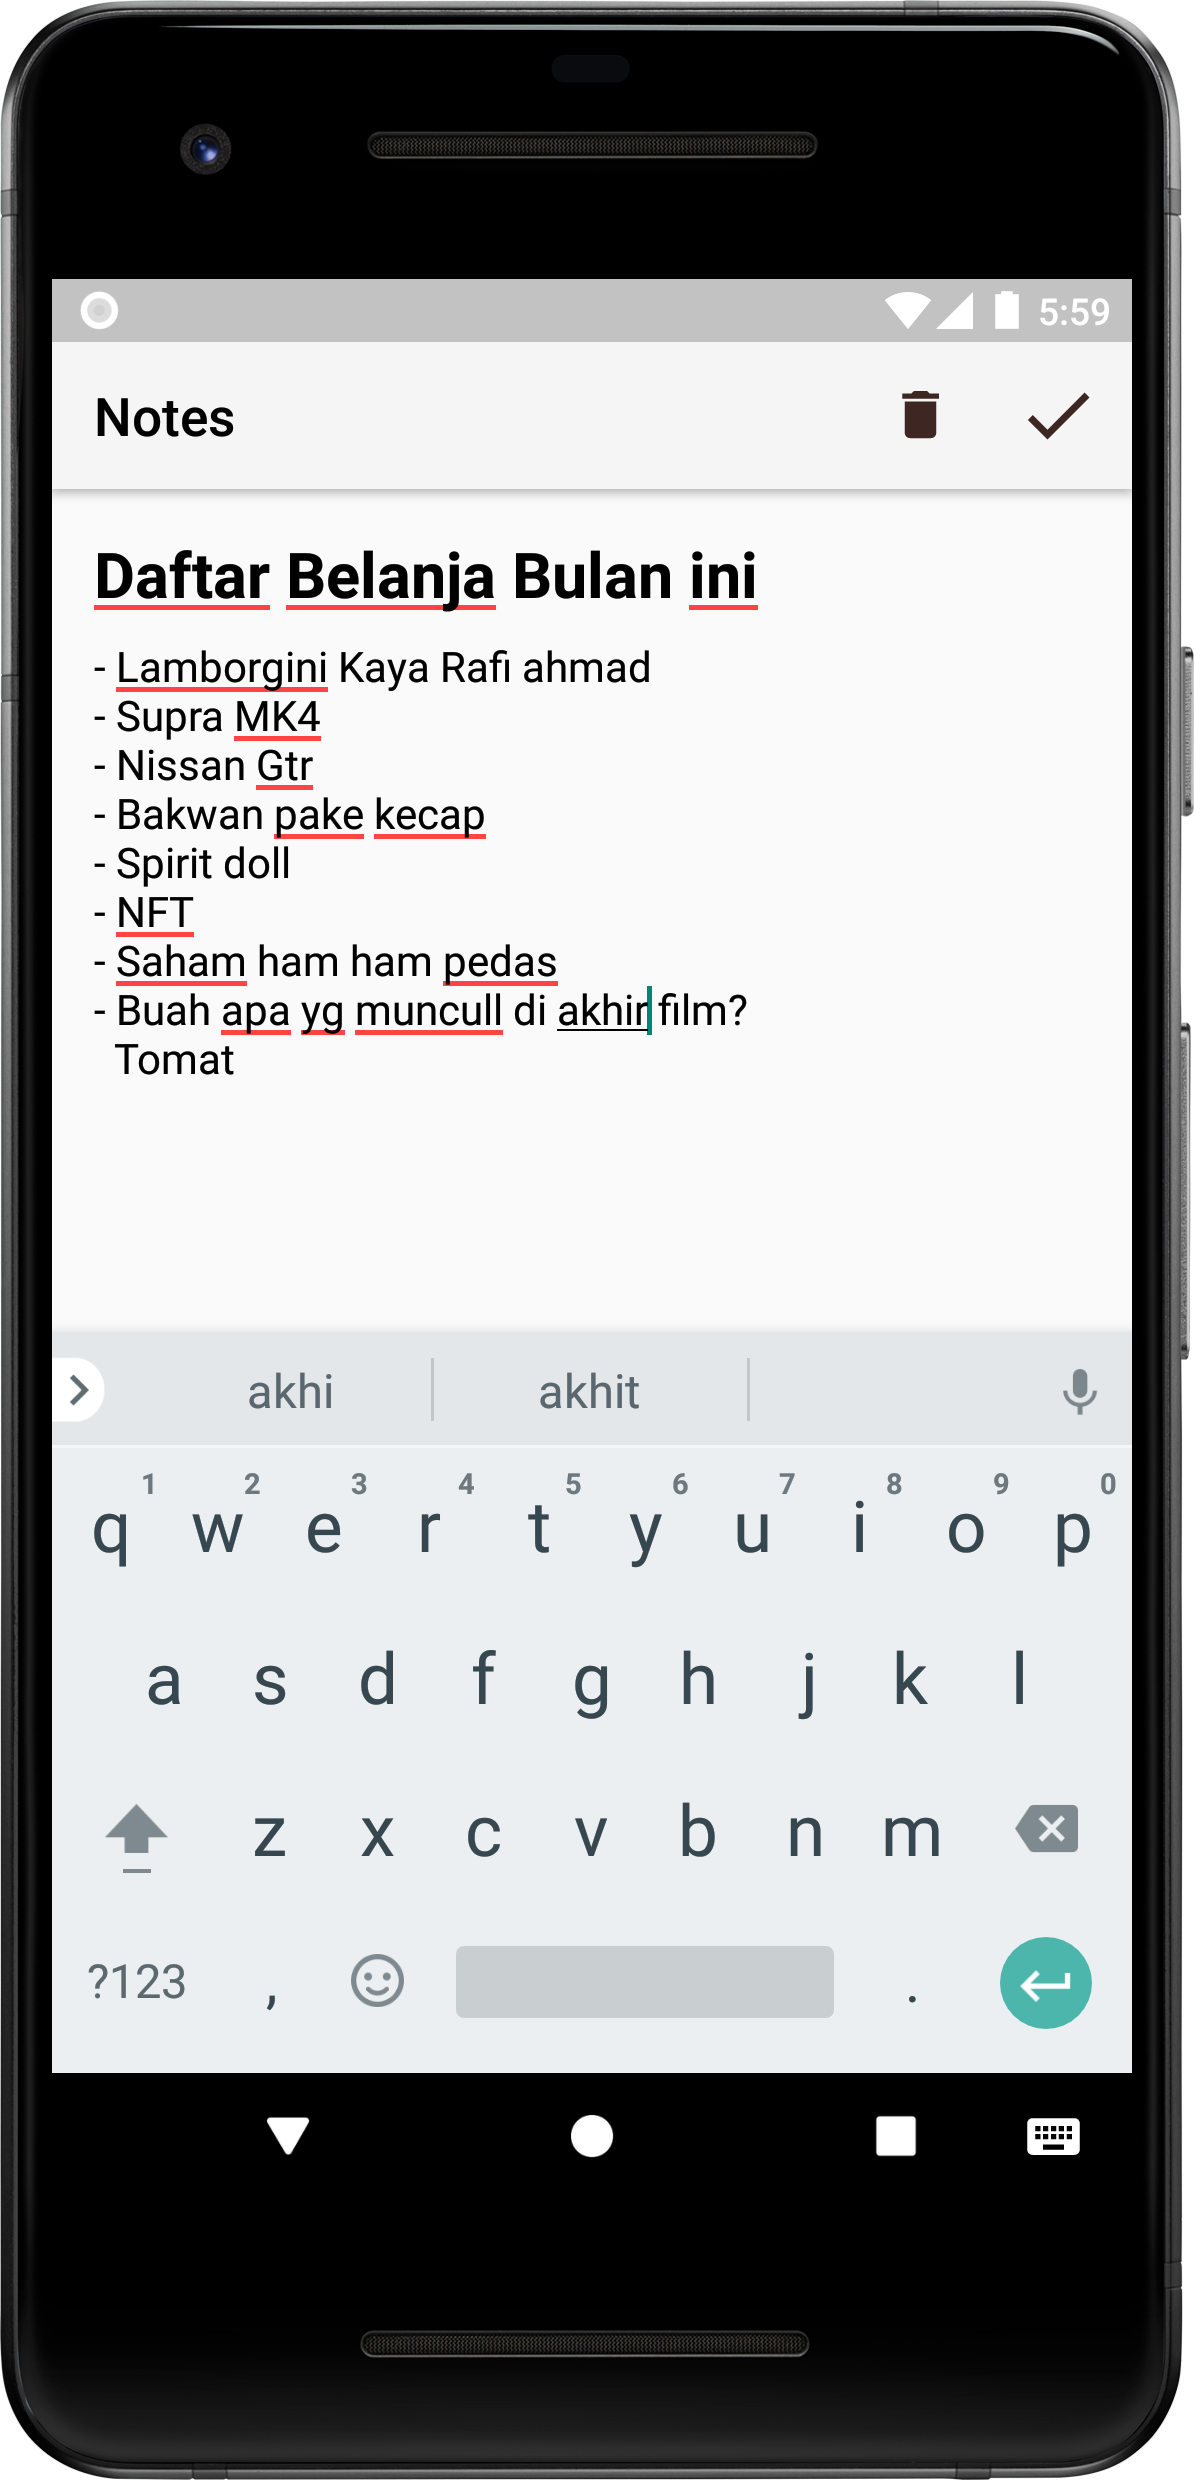 5:59
Notes
Daftar Belanja Bulan ini
- Lamborgini Kaya Rafi ahmad
- Supra MK4
- Nissan Gtr
- Bakwan pake kecap
- Spirit doll
- NFT
- Saham ham ham pedas
- Buah apa yg muncull di akhir film?
Tomat
akhi akhit
1 2 3 4 5 6 7 8 9 0
q w e r t y u i o p
a s d f g h j k l
z x c v b n m
?123 , .